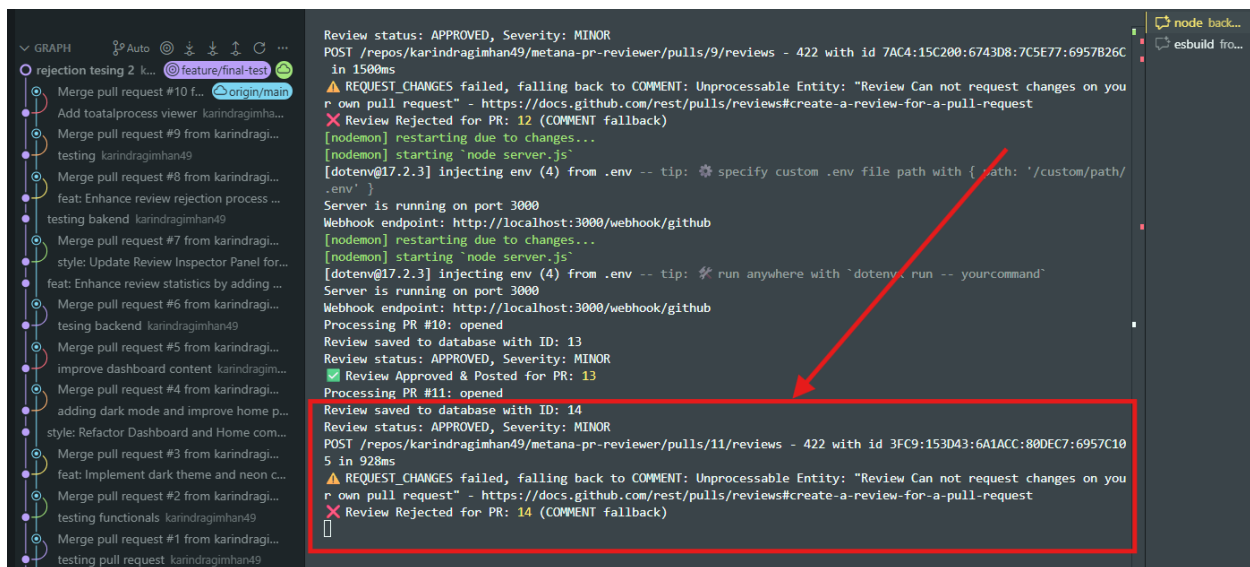 GRAPH
Auto
rejection tesing 2 k... feature/final-test
Merge pull request #10 f... origin/main
Add toatalprocess viewer karindragimha...
Merge pull request #9 from karindragi...
testing karindragimhan49
Merge pull request #8 from karindragi...
feat: Enhance review rejection process ...
testing bakend karindragimhan49
Merge pull request #7 from karindragi...
style: Update Review Inspector Panel for...
feat: Enhance review statistics by adding ...
Merge pull request #6 from karindragi...
tesing backend karindragimhan49
Merge pull request #5 from karindragi...
improve dashboard content karindragim...
Merge pull request #4 from karindragi...
adding dark mode and improve home p...
style: Refactor Dashboard and Home com...
Merge pull request #3 from karindragi...
feat: Implement dark theme and neon c...
Merge pull request #2 from karindragi...
testing functionals karindragimhan49
Merge pull request #1 from karindragi...
testing pull request karindragimhan49
Review status: APPROVED, Severity: MINOR
POST /repos/karindragimhan49/metana-pr-reviewer/pulls/9/reviews - 422 with id 7AC4:15C200:6743D8:7C5E77:6957B26C
in 1500ms
⚠️ REQUEST_CHANGES failed, falling back to COMMENT: Unprocessable Entity: "Review Can not request changes on you
r own pull request" - https://docs.github.com/rest/pulls/reviews#create-a-review-for-a-pull-request
❌ Review Rejected for PR: 12 (COMMENT fallback)
[nodemon] restarting due to changes...
[nodemon] starting `node server.js`
[dotenv@17.2.3] injecting env (4) from .env -- tip: ⚙️ specify custom .env file path with { path: '/custom/path/
.env' }
Server is running on port 3000
Webhook endpoint: http://localhost:3000/webhook/github
[nodemon] restarting due to changes...
[nodemon] starting `node server.js`
[dotenv@17.2.3] injecting env (4) from .env -- tip: 🛠️ run anywhere with `dotenvx run -- yourcommand`
Server is running on port 3000
Webhook endpoint: http://localhost:3000/webhook/github
Processing PR #10: opened
Review saved to database with ID: 13
Review status: APPROVED, Severity: MINOR
✅ Review Approved & Posted for PR: 13
Processing PR #11: opened
Review saved to database with ID: 14
Review status: APPROVED, Severity: MINOR
POST /repos/karindragimhan49/metana-pr-reviewer/pulls/11/reviews - 422 with id 3FC9:153D43:6A1ACC:80DEC7:6957C10
5 in 928ms
⚠️ REQUEST_CHANGES failed, falling back to COMMENT: Unprocessable Entity: "Review Can not request changes on you
r own pull request" - https://docs.github.com/rest/pulls/reviews#create-a-review-for-a-pull-request
❌ Review Rejected for PR: 14 (COMMENT fallback)
node back...
esbuild fro...